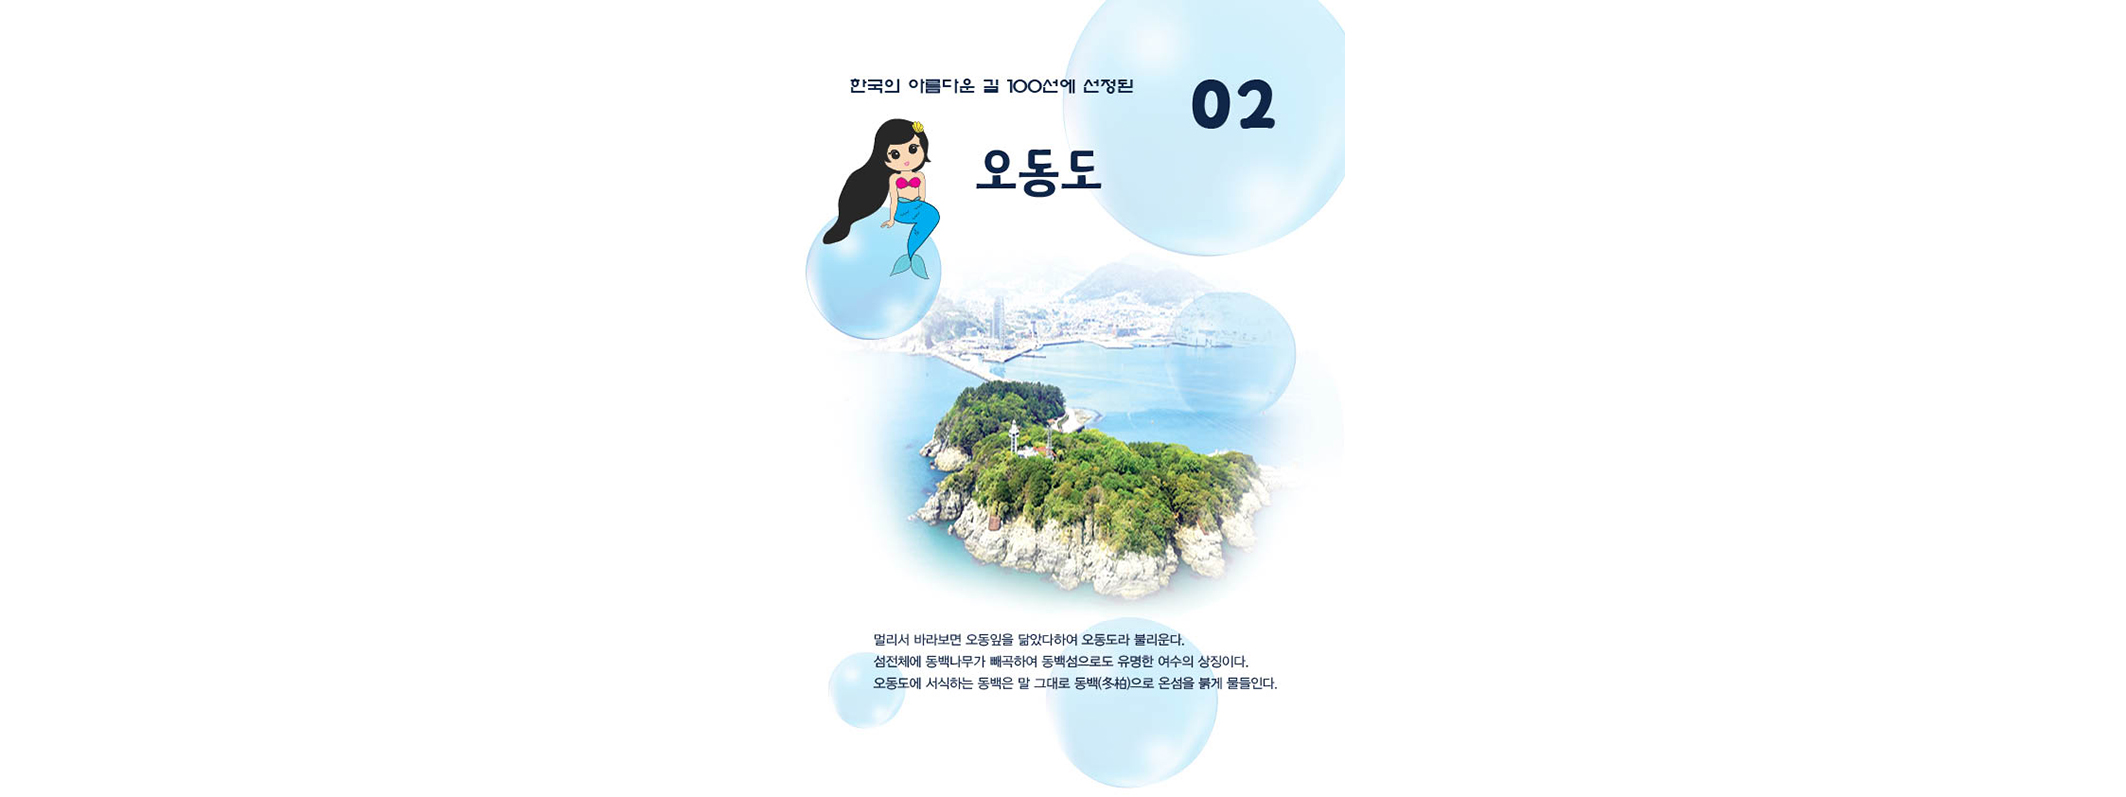 한국의 아름다운 길 100선에 선정된
02
오동도
멀리서 바라보면 오동잎을 닮았다하여 오동도라 불리운다.
섬전체에 동백나무가 빼곡하여 동백섬으로도 유명한 여수의 상징이다.
오동도에 서식하는 동백은 말 그대로 동백(冬柏)으로 온섬을 붉게 물들인다.